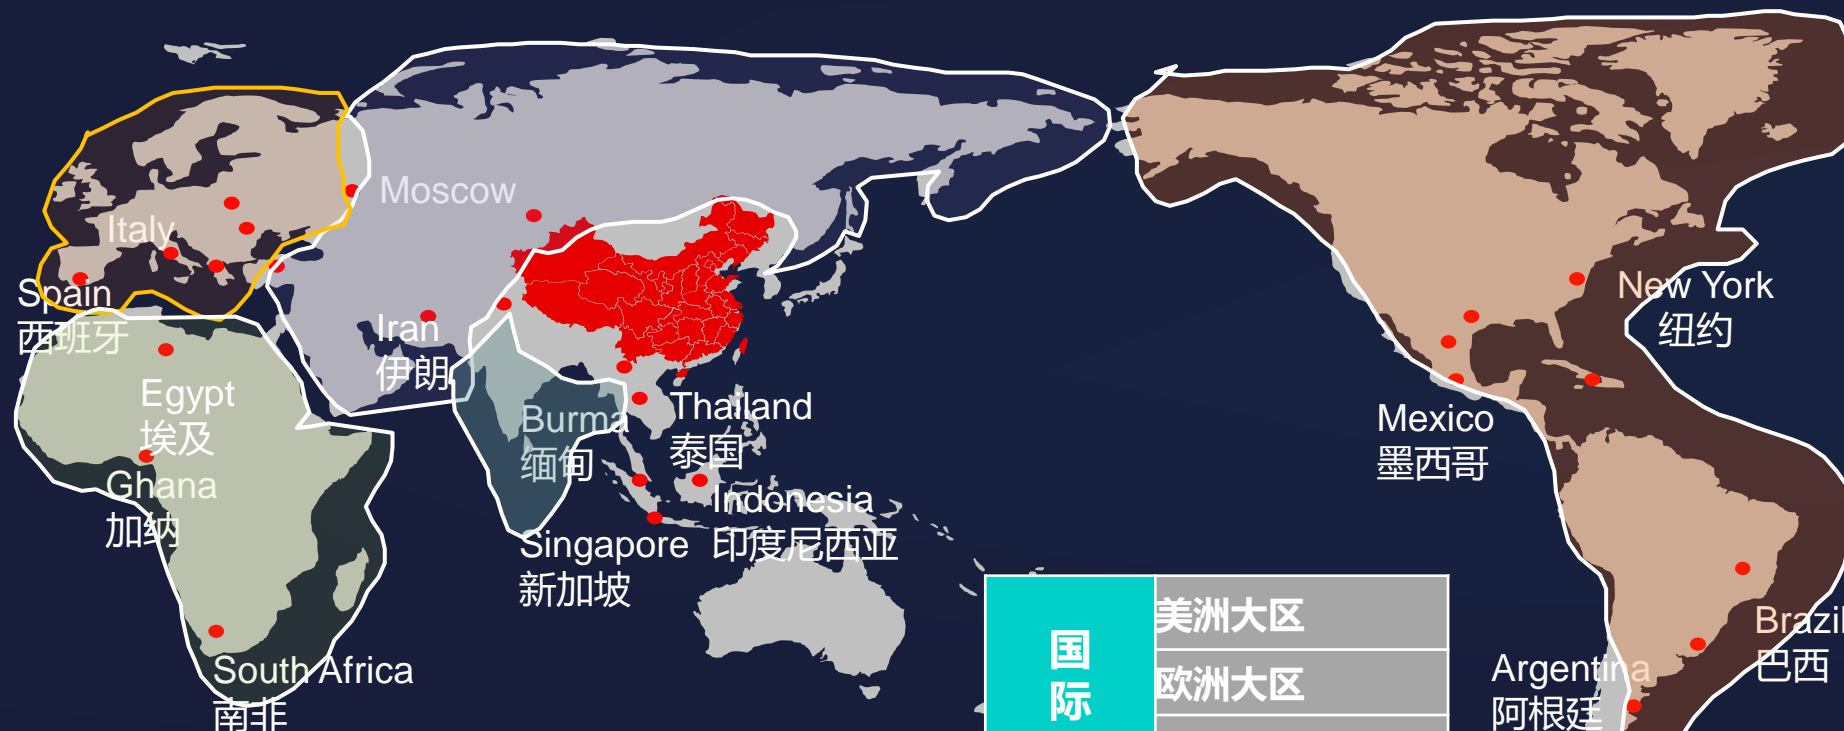 Moscow
Italy
Spain
西班牙
Iran
伊朗
New York
纽约
Egypt
埃及
Burma
缅甸
Thailand
泰国
Mexico
墨西哥
Ghana
加纳
Indonesia
印度尼西亚
Singapore
新加坡
美洲大区
国
际
欧洲大区
Brazil
巴西
South Africa
南非
Argentina
阿根廷